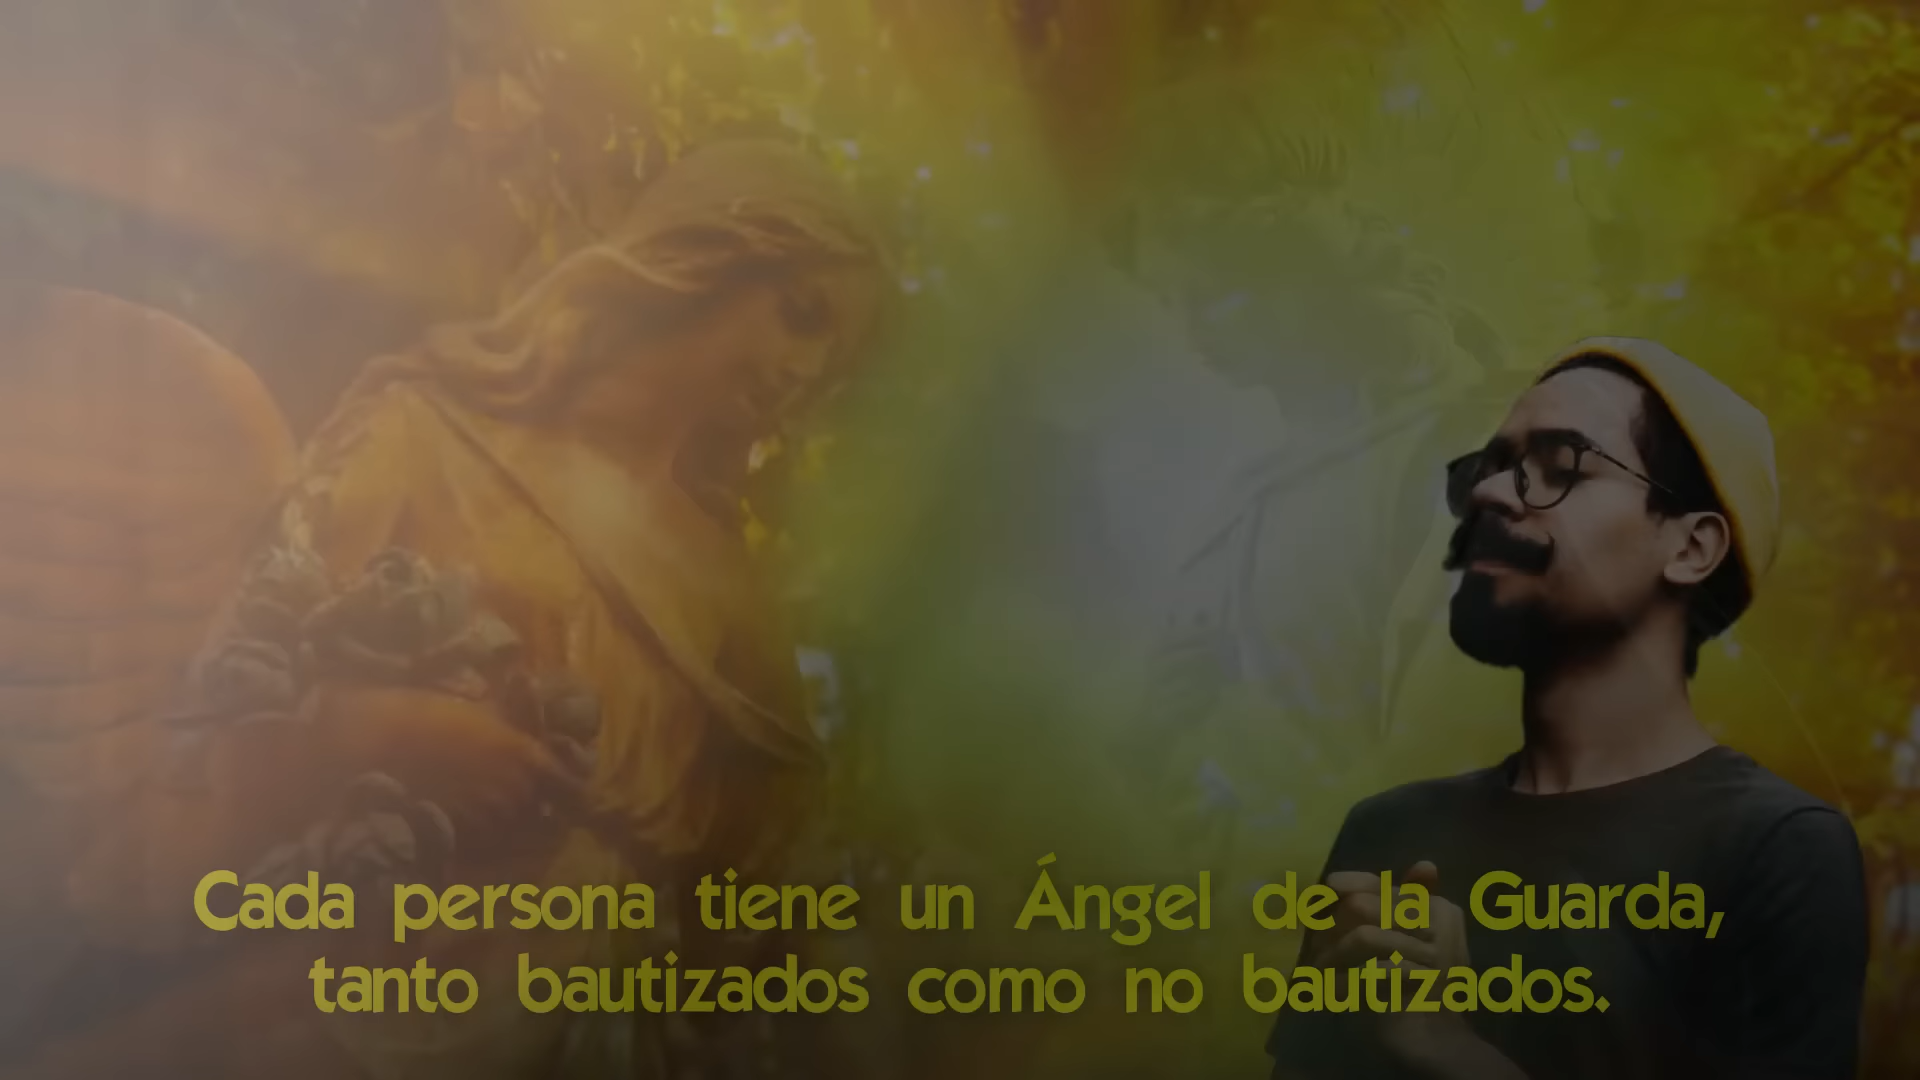 Cada persona tiene un Ángel de la Guarda,
tanto bautizados como no bautizados.